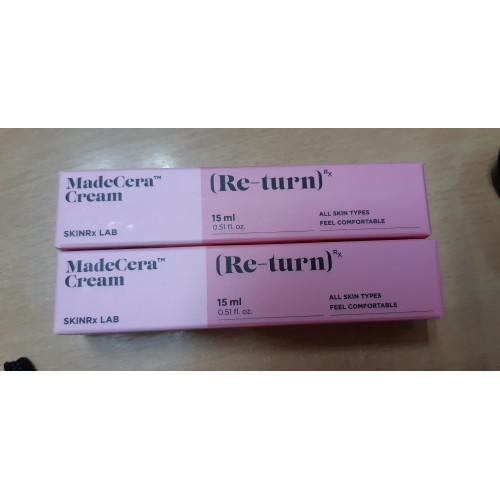 MadeCera™
Cream
SKINRx LAB
(Re-turn)Rx
15 ml
0.51 fl. oz.
ALL SKIN TYPES
FEEL COMFORTABLE
MadeCera™
Cream
SKINRx LAB
(Re-turn)Rx
15 ml
0.51 fl. oz.
ALL SKIN TYPES
FEEL COMFORTABLE